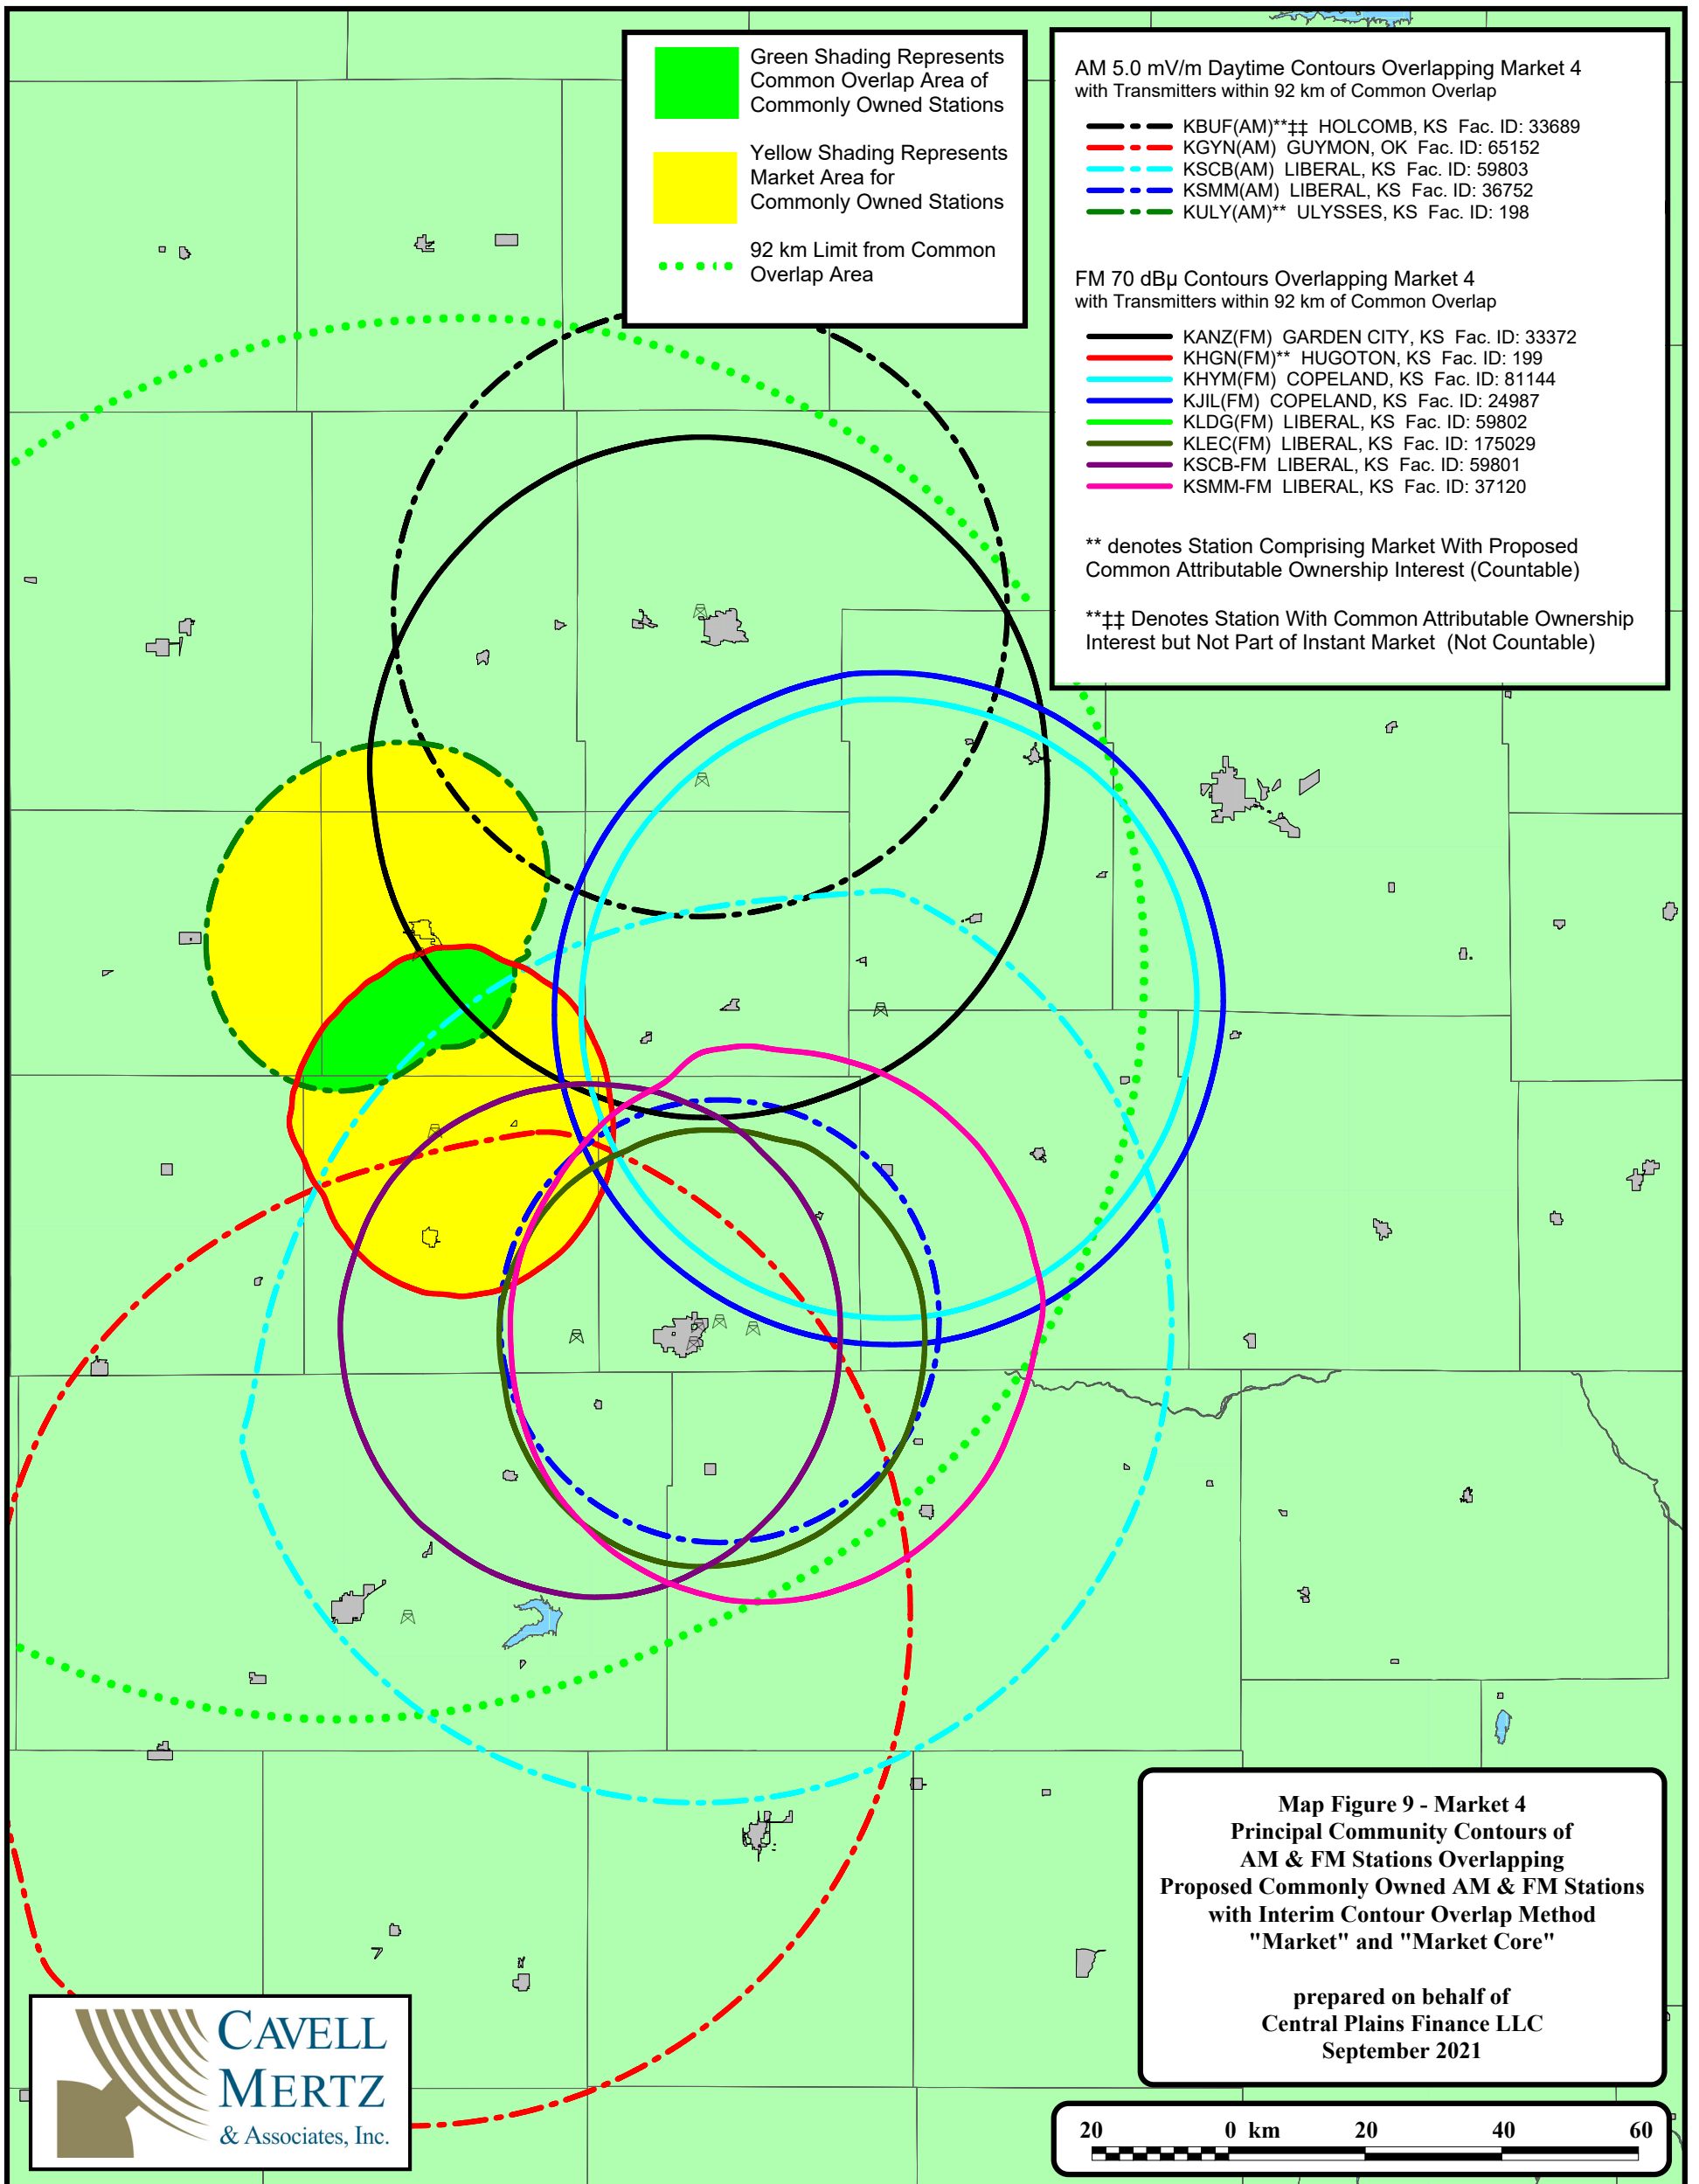 Green Shading Represents
Common Overlap Area of
Commonly Owned Stations
Yellow Shading Represents
Market Area for
Commonly Owned Stations
92 km Limit from Common
Overlap Area
AM 5.0 mV/m Daytime Contours Overlapping Market 4
with Transmitters within 92 km of Common Overlap
KBUF(AM)**‡‡ HOLCOMB, KS Fac. ID: 33689
KGYN(AM) GUYMON, OK Fac. ID: 65152
KSCB(AM) LIBERAL, KS Fac. ID: 59803
KSMM(AM) LIBERAL, KS Fac. ID: 36752
KULY(AM)** ULYSSES, KS Fac. ID: 198
FM 70 dBµ Contours Overlapping Market 4
with Transmitters within 92 km of Common Overlap
KANZ(FM) GARDEN CITY, KS Fac. ID: 33372
KHGN(FM)** HUGOTON, KS Fac. ID: 199
KHYM(FM) COPELAND, KS Fac. ID: 81144
KJIL(FM) COPELAND, KS Fac. ID: 24987
KLDG(FM) LIBERAL, KS Fac. ID: 59802
KLEC(FM) LIBERAL, KS Fac. ID: 175029
KSCB-FM LIBERAL, KS Fac. ID: 59801
KSMM-FM LIBERAL, KS Fac. ID: 37120
** denotes Station Comprising Market With Proposed
Common Attributable Ownership Interest (Countable)
**‡‡ Denotes Station With Common Attributable Ownership
Interest but Not Part of Instant Market (Not Countable)
Map Figure 9 - Market 4
Principal Community Contours of
AM & FM Stations Overlapping
Proposed Commonly Owned AM & FM Stations
with Interim Contour Overlap Method
"Market" and "Market Core"
prepared on behalf of
Central Plains Finance LLC
September 2021
CAVELL
MERTZ
& Associates, Inc.
20 0 km 20 40 60